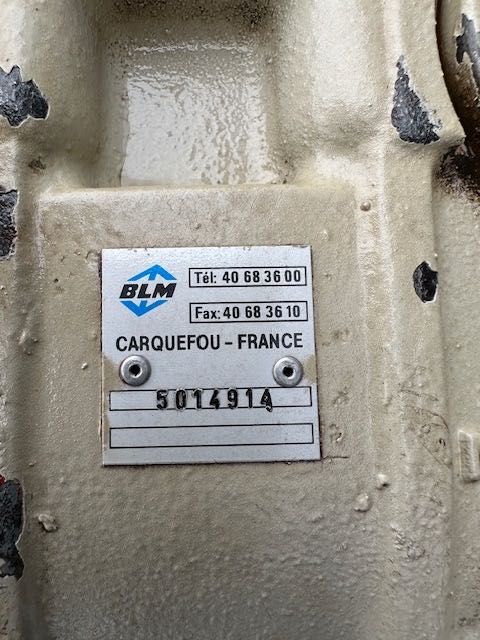 BLM
Tél: 40 68 36 00
Fax: 40 68 36 10
CARQUEFOU - FRANCE
5014914